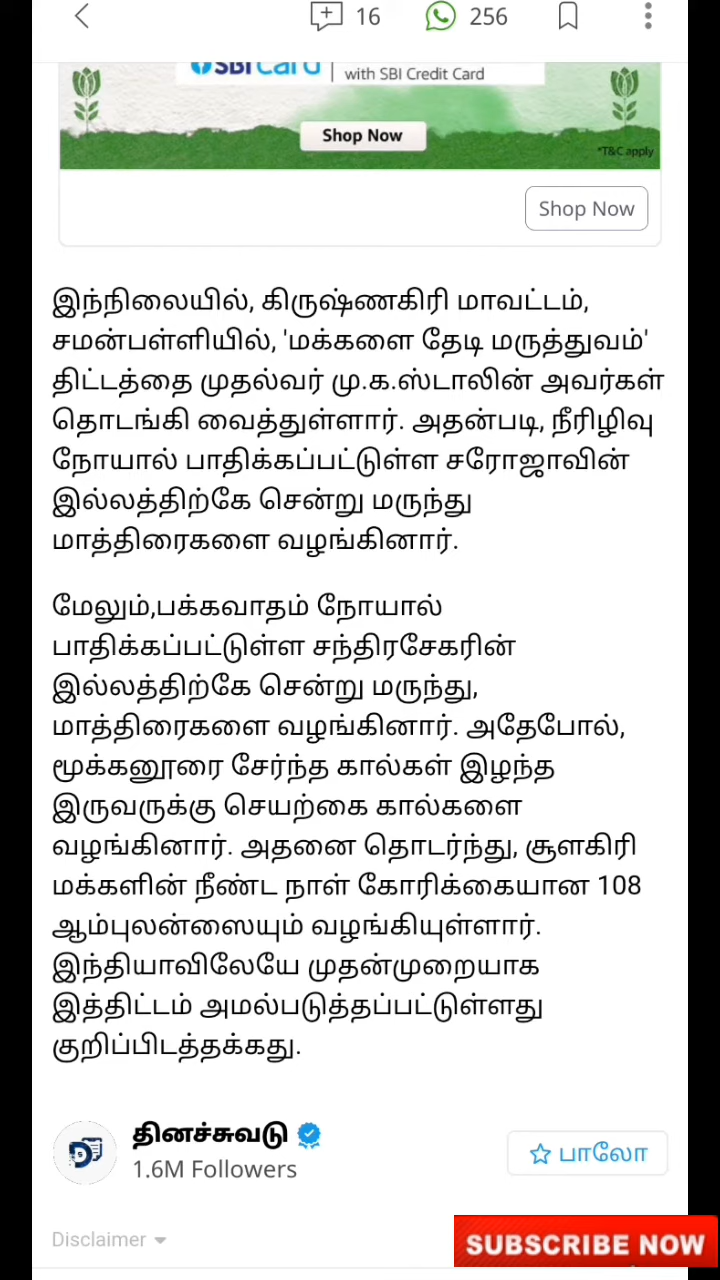 16
256
SBI Card
with SBI Credit Card
Shop Now
*T&C apply
Shop Now
இந்நிலையில், கிருஷ்ணகிரி மாவட்டம்,
சமன்பள்ளியில், 'மக்களை தேடி மருத்துவம்'
திட்டத்தை முதல்வர் மு.க.ஸ்டாலின் அவர்கள்
தொடங்கி வைத்துள்ளார். அதன்படி, நீரிழிவு
நோயால் பாதிக்கப்பட்டுள்ள சரோஜாவின்
இல்லத்திற்கே சென்று மருந்து
மாத்திரைகளை வழங்கினார்.
மேலும்,பக்கவாதம் நோயால்
பாதிக்கப்பட்டுள்ள சந்திரசேகரின்
இல்லத்திற்கே சென்று மருந்து,
மாத்திரைகளை வழங்கினார். அதேபோல்,
மூக்கனூரை சேர்ந்த கால்கள் இழந்த
இருவருக்கு செயற்கை கால்களை
வழங்கினார். அதனை தொடர்ந்து, சூளகிரி
மக்களின் நீண்ட நாள் கோரிக்கையான 108
ஆம்புலன்ஸையும் வழங்கியுள்ளார்.
இந்தியாவிலேயே முதன்முறையாக
இத்திட்டம் அமல்படுத்தப்பட்டுள்ளது
குறிப்பிடத்தக்கது.
தினச்சுவடு
1.6M Followers
பாலோ
Disclaimer
SUBSCRIBE NOW